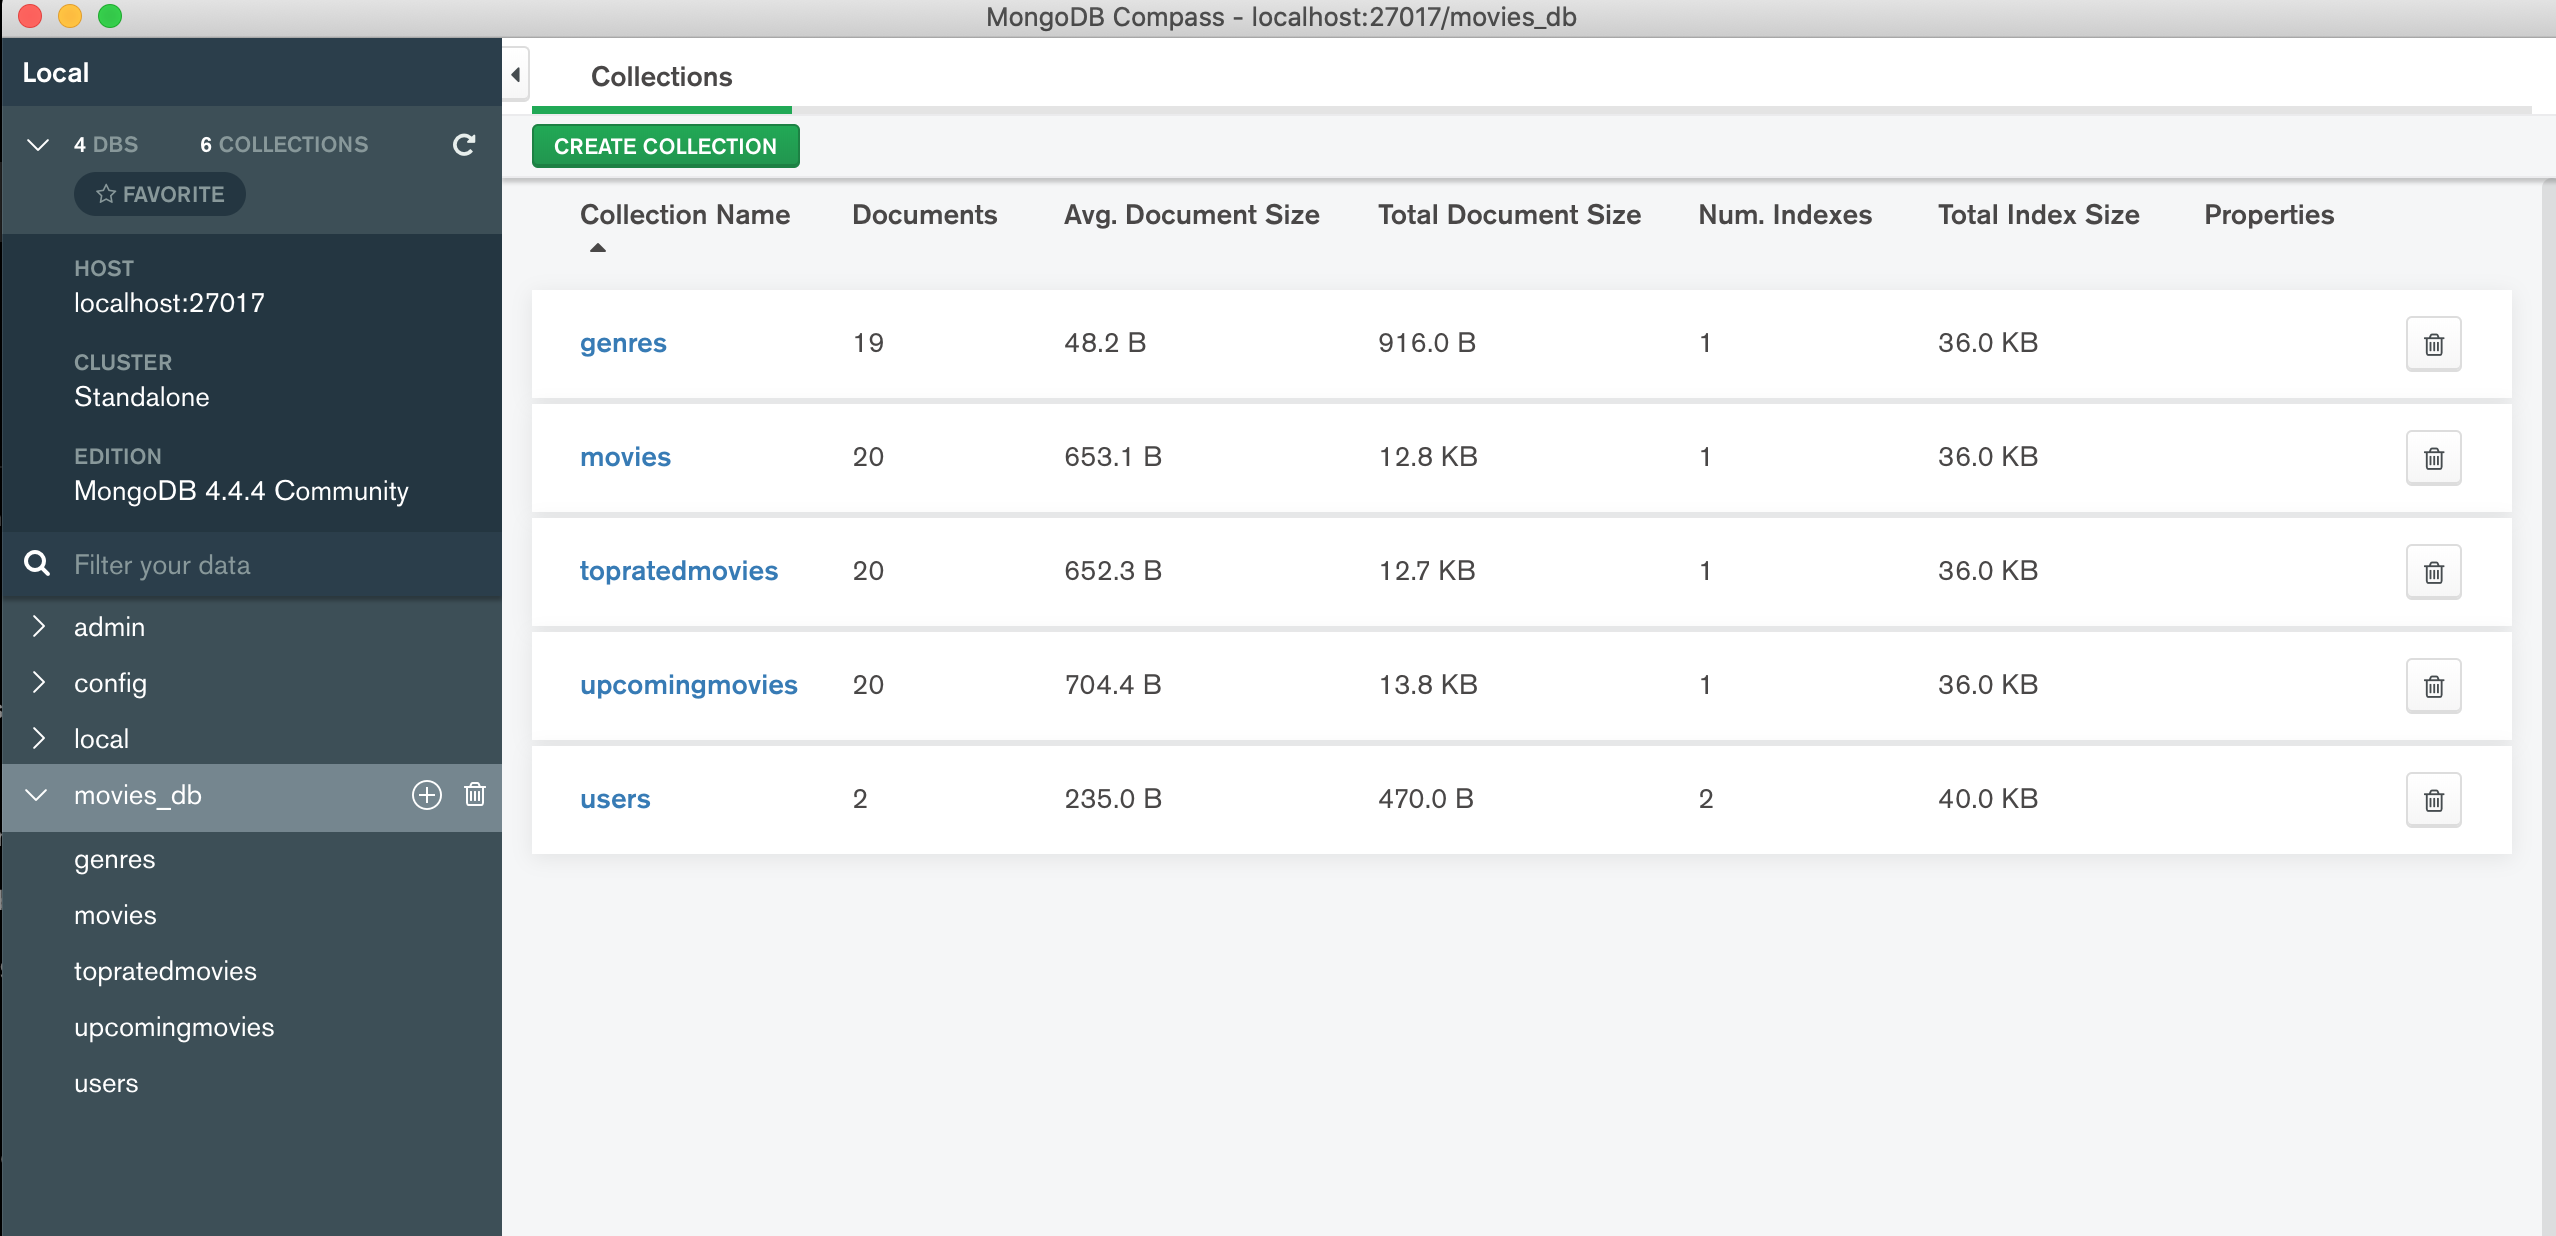 MongoDB Compass - localhost:27017/movies_db
Local
4 DBS 6 COLLECTIONS
FAVORITE
HOST
localhost:27017
CLUSTER
Standalone
EDITION
MongoDB 4.4.4 Community
Filter your data
admin
config
local
movies_db
genres
movies
topratedmovies
upcomingmovies
users
Collections
CREATE COLLECTION
Collection Name Documents Avg. Document Size Total Document Size Num. Indexes Total Index Size Properties
genres 19 48.2 B 916.0 B 1 36.0 KB
movies 20 653.1 B 12.8 KB 1 36.0 KB
topratedmovies 20 652.3 B 12.7 KB 1 36.0 KB
upcomingmovies 20 704.4 B 13.8 KB 1 36.0 KB
users 2 235.0 B 470.0 B 2 40.0 KB